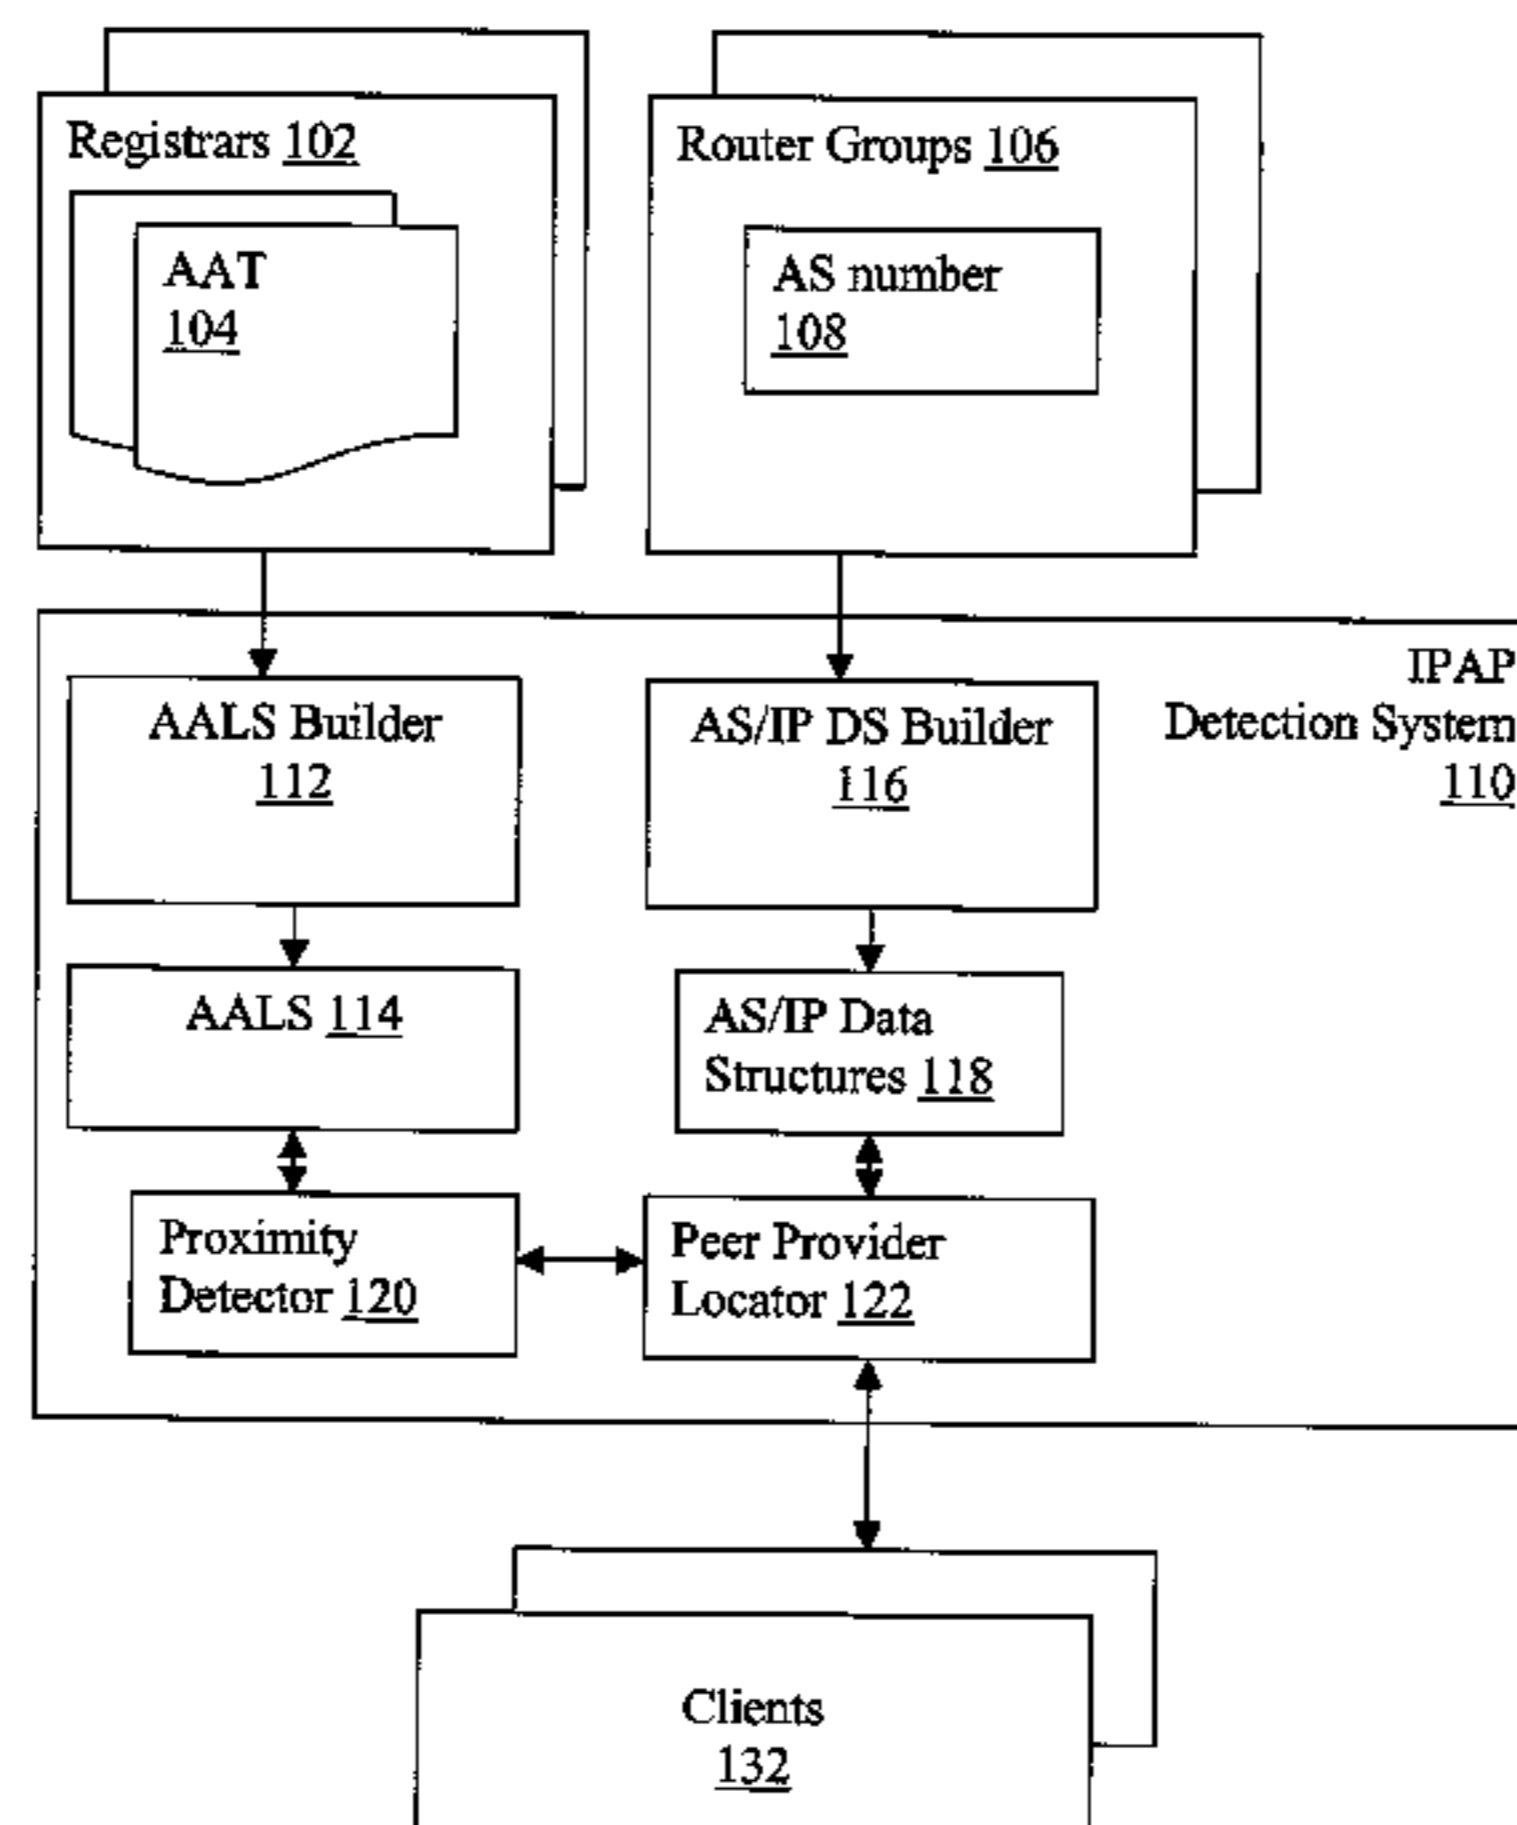 Registrars 102
AAT
104
Router Groups 106
AS number
108
IPAP
Detection System
110
AALS Builder
112
AS/IP DS Builder
116
AALS 114
AS/IP Data
Structures 118
Proximity
Detector 120
Peer Provider
Locator 122
Clients
132